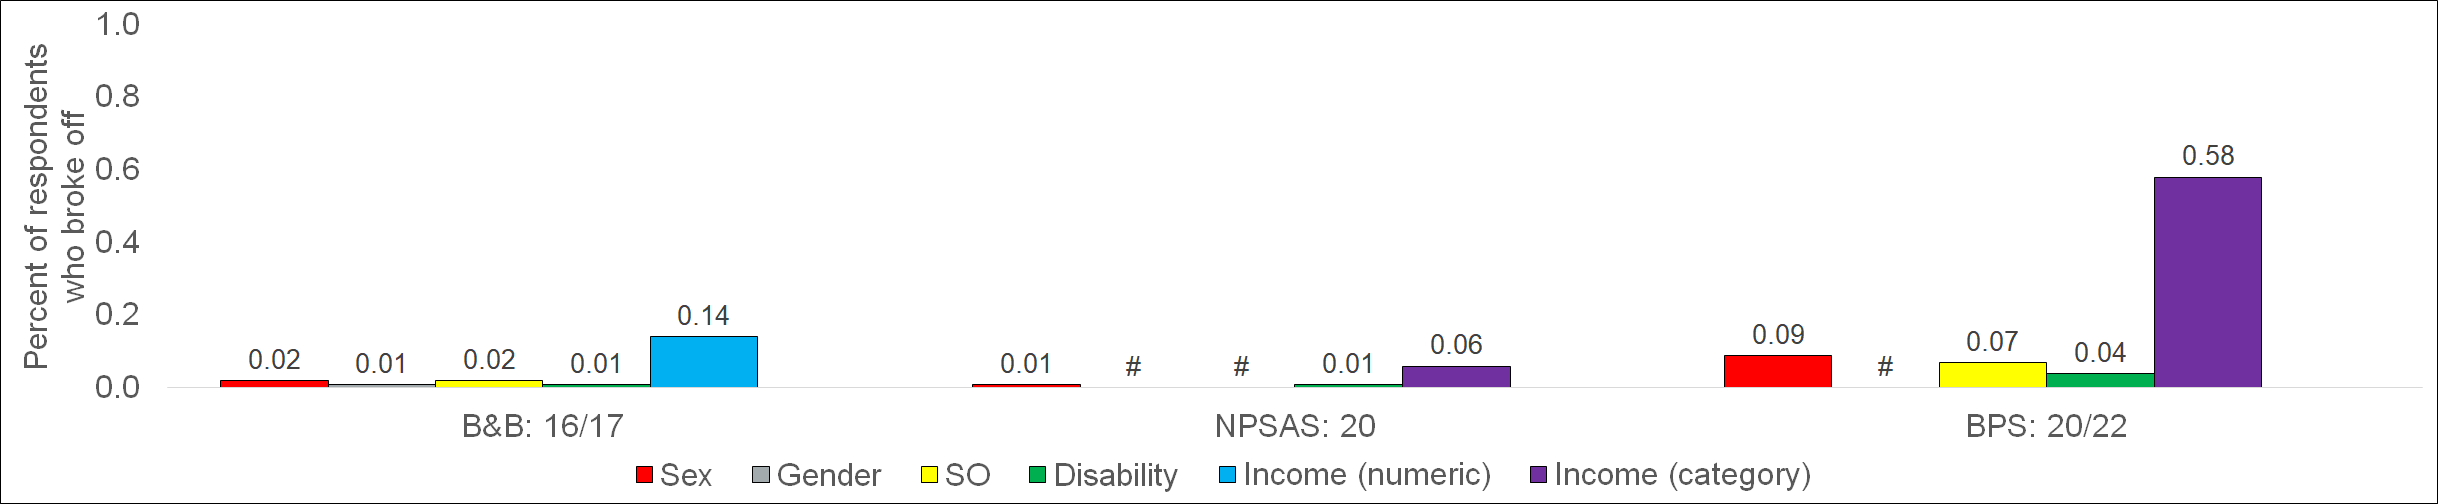 Percent of respondents
who broke off
1.0
0.8
0.6
0.4
0.2
0.0
0.02 0.01 0.02 0.01 0.14
0.01 # # 0.01 0.06
0.09 # 0.07 0.04 0.58
B&B: 16/17 NPSAS: 20 BPS: 20/22
Sex Gender SO Disability Income (numeric) Income (category)